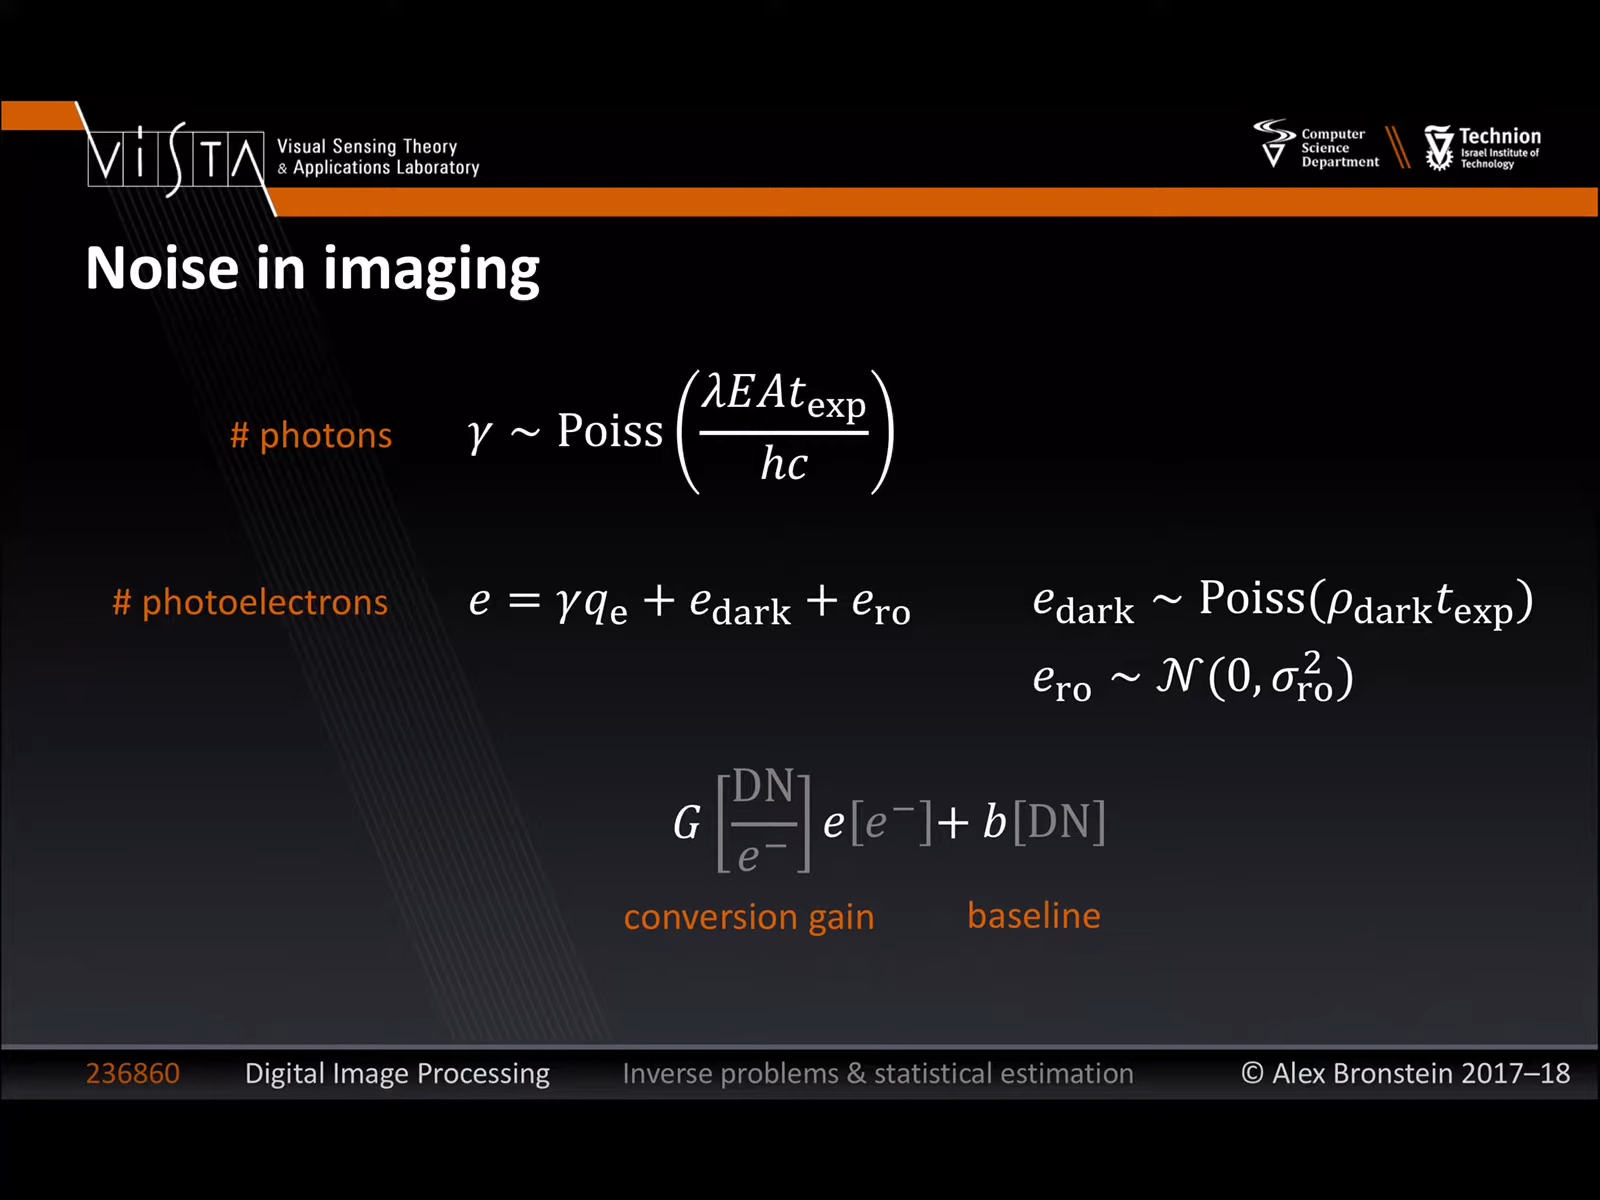 ViSTA
Visual Sensing Theory
& Applications Laboratory
Computer
Science
Department
Technion
Israel Institute of
Technology
Noise in imaging
# photons γ ~ Poiss(λEAt_exp / hc)
# photoelectrons e = γq_e + e_dark + e_ro e_dark ~ Poiss(ρ_dark t_exp)
e_ro ~ 𝒩(0, σ_ro^2)
G [DN / e⁻] e[e⁻] + b[DN]
conversion gain baseline
236860 Digital Image Processing Inverse problems & statistical estimation © Alex Bronstein 2017–18